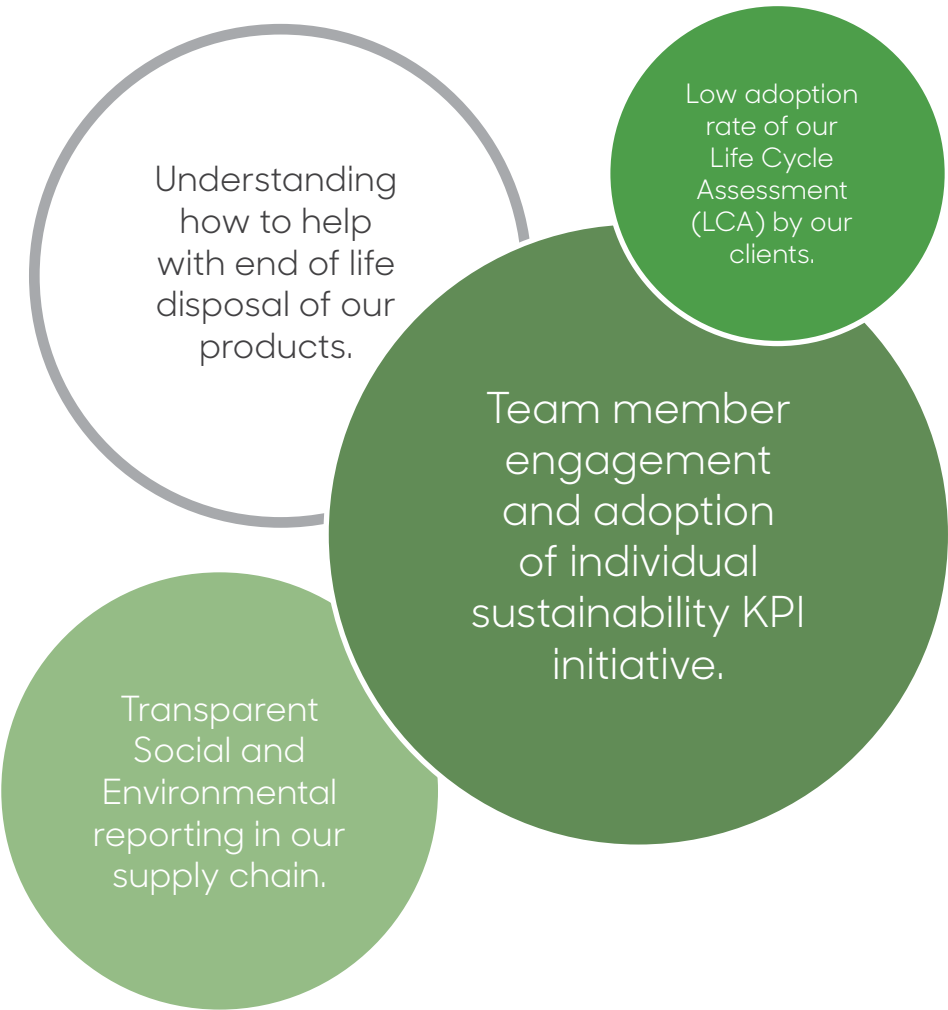 Understanding
how to help
with end of life
disposal of our
products.
Low adoption
rate of our
Life Cycle
Assessment
(LCA) by our
clients.
Team member
engagement
and adoption
of individual
sustainability KPI
initiative.
Transparent
Social and
Environmental
reporting in our
supply chain.